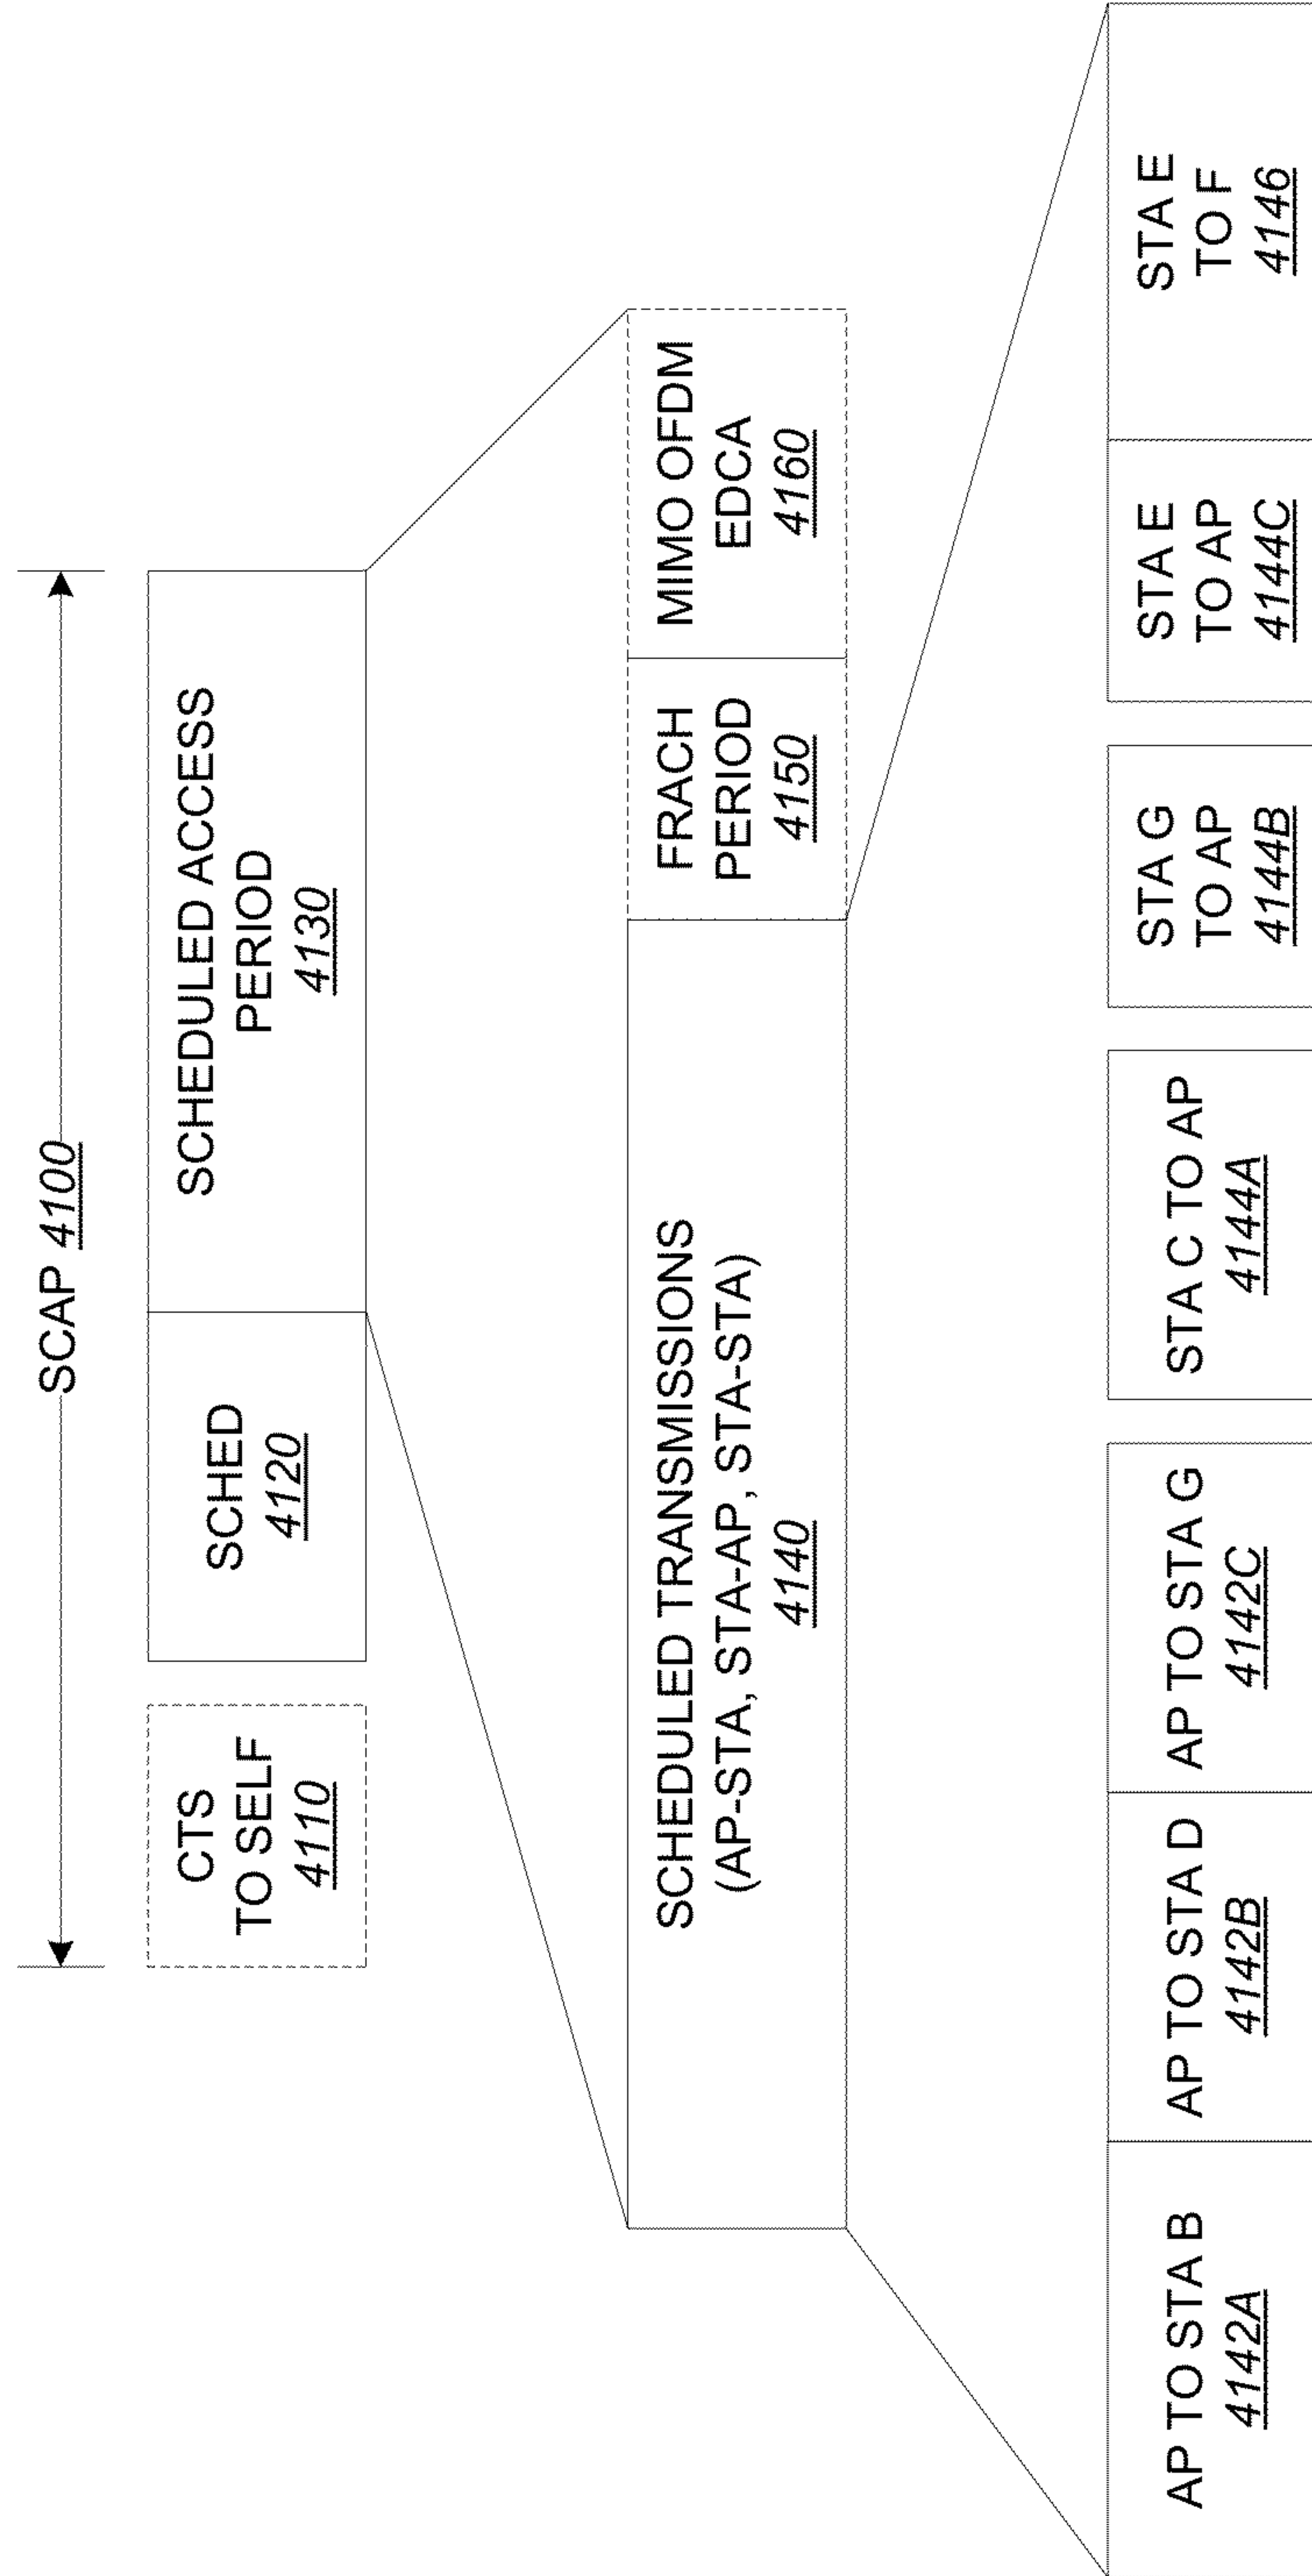 SCAP 4100
CTS
TO SELF
4110
SCHED
4120
SCHEDULED ACCESS
PERIOD
4130
SCHEDULED TRANSMISSIONS
(AP-STA, STA-AP, STA-STA)
4140
FRACH
PERIOD
4150
MIMO OFDM
EDCA
4160
AP TO STA B
4142A
AP TO STA D
4142B
AP TO STA G
4142C
STA C TO AP
4144A
STA G
TO AP
4144B
STA E
TO AP
4144C
STA E
TO F
4146